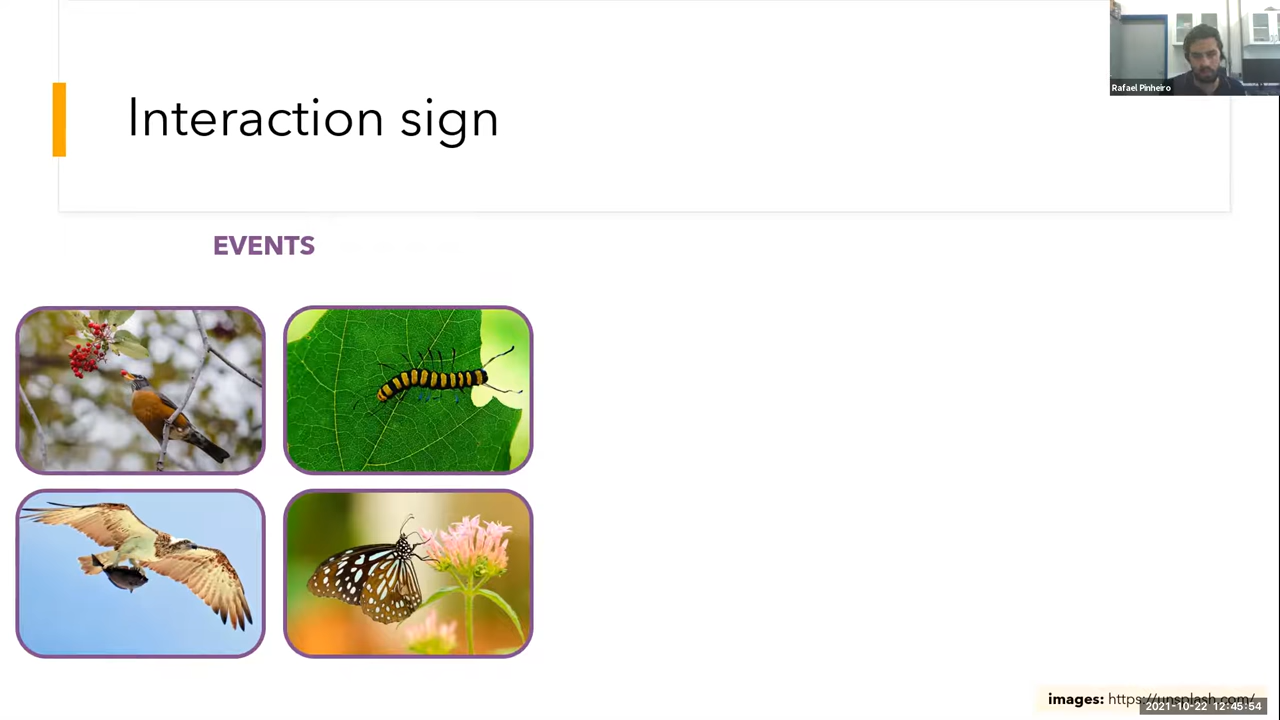 Interaction sign
Rafael Pinheiro
EVENTS
images: https://unsplash.com/
2021-10-22 12:45:54